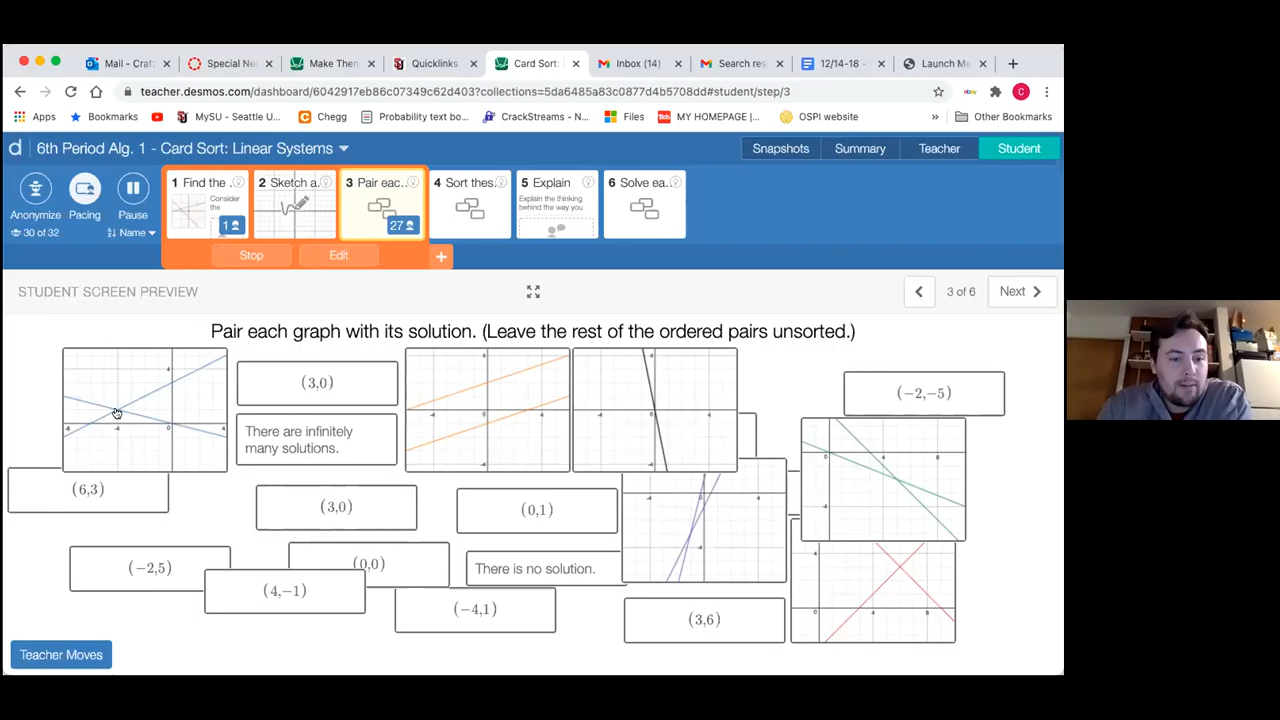 Mail - Craf
Special Ne
Make Then
Quicklinks
Card Sort:
Inbox (14)
Search res
12/14-18 -
Launch Me
teacher.desmos.com/dashboard/6042917eb86c07349c62d403?collections=5da6485a83c0877d4b5708dd#student/step/3
C
Apps
Bookmarks
MySU - Seattle U...
Chegg
Probability text bo...
CrackStreams - N...
Files
MY HOMEPAGE |...
OSPI website
»
Other Bookmarks
d 6th Period Alg. 1 - Card Sort: Linear Systems
Snapshots
Summary
Teacher
Student
Anonymize
Pacing
Pause
30 of 32
Name
1 Find the ..
Consider
the
1
2 Sketch a..
3 Pair eac..
27
4 Sort thes..
5 Explain
Explain the thinking
behind the way you
6 Solve ea..
Stop
Edit
+
STUDENT SCREEN PREVIEW
3 of 6
Next
Pair each graph with its solution. (Leave the rest of the ordered pairs unsorted.)
(3,0)
There are infinitely
many solutions.
(−2,−5)
(6,3)
(3,0)
(0,1)
(−2,5)
(0,0)
There is no solution.
(4,−1)
(−4,1)
(3,6)
Teacher Moves